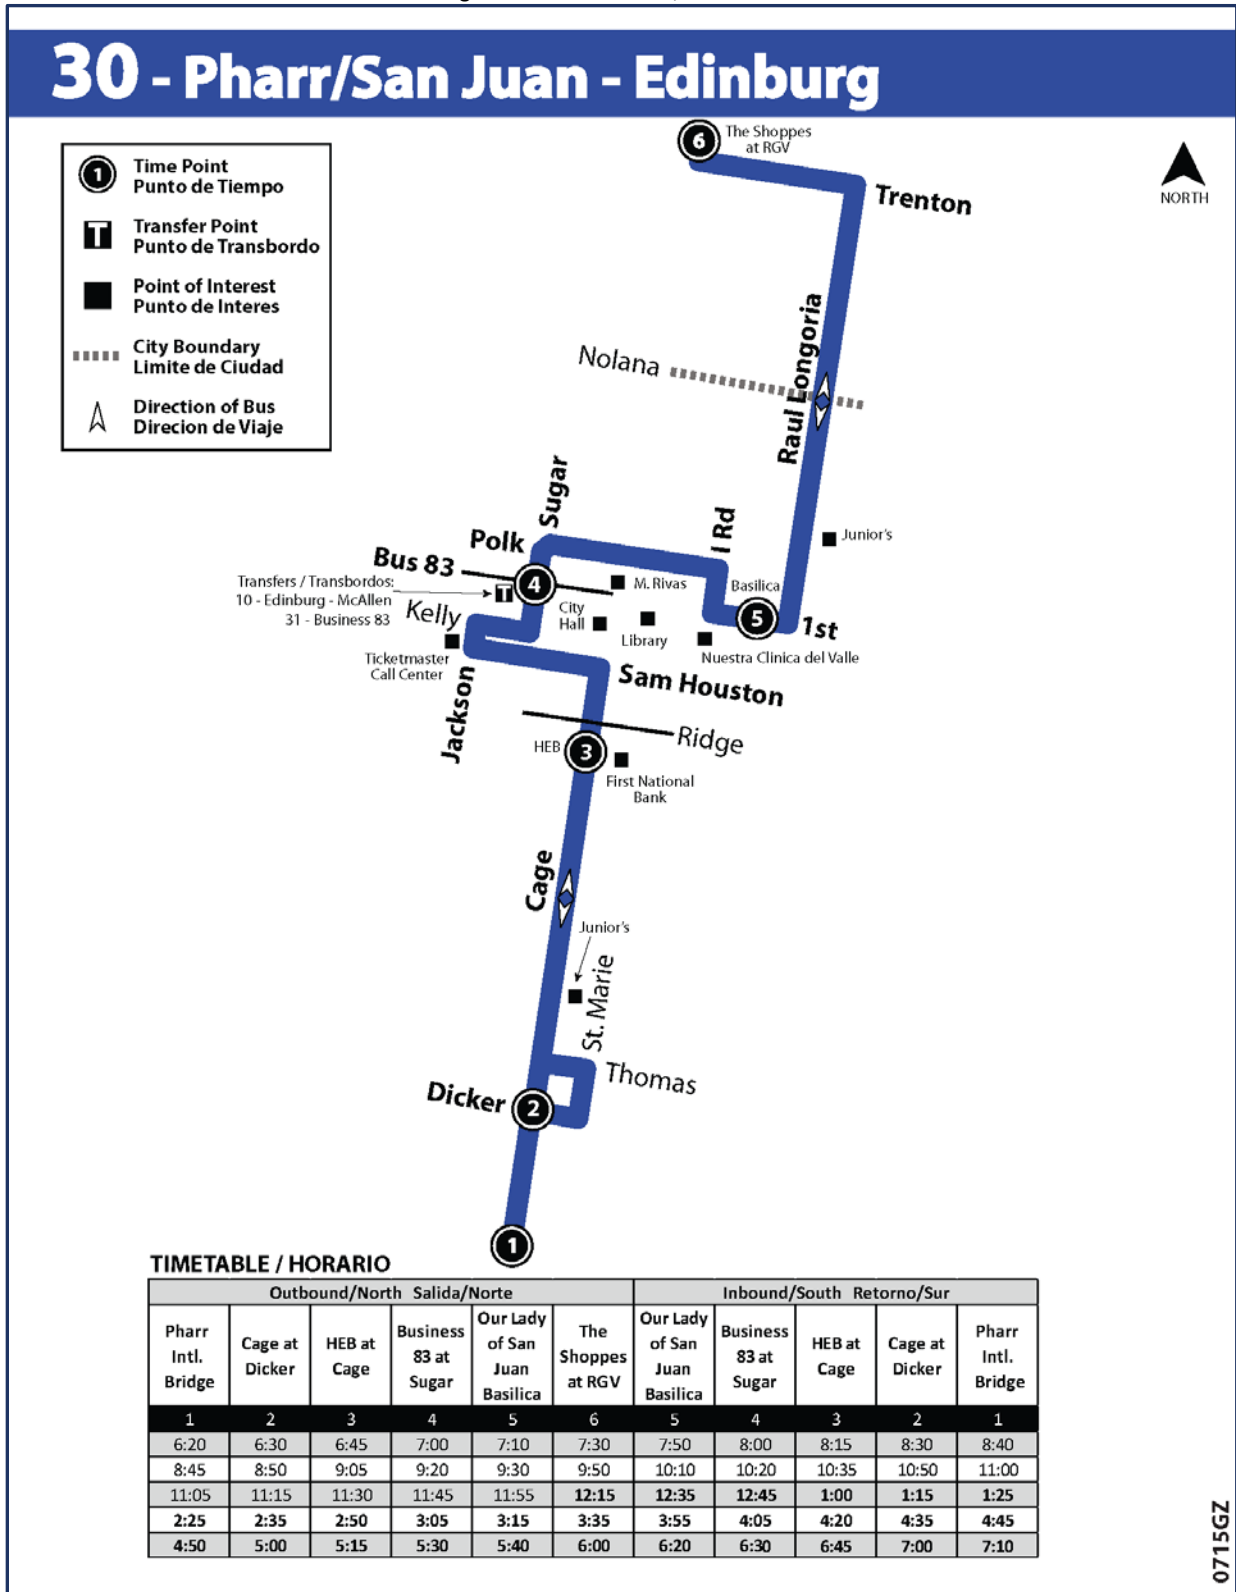 30 - Pharr/San Juan - Edinburg
1
Time Point
Punto de Tiempo
T
Transfer Point
Punto de Transbordo
Point of Interest
Punto de Interes
City Boundary
Limite de Ciudad
Direction of Bus
Direcion de Viaje
NORTH
6
The Shoppes
at RGV
Trenton
Raul Longoria
Nolana
Junior's
Sugar
Polk
I Rd
Bus 83
4
Transfers / Transbordos:
10 - Edinburg - McAllen
31 - Business 83
T
Kelly
M. Rivas
City
Hall
Library
Basilica
5
1st
Nuestra Clinica del Valle
Ticketmaster
Call Center
Jackson
Sam Houston
Ridge
HEB
3
First National
Bank
Cage
Junior's
St. Marie
Thomas
Dicker
2
1
TIMETABLE / HORARIO
Outbound/North Salida/Norte Inbound/South Retorno/Sur
Pharr Intl. Bridge Cage at Dicker HEB at Cage Business 83 at Sugar Our Lady of San Juan Basilica The Shoppes at RGV Our Lady of San Juan Basilica Business 83 at Sugar HEB at Cage Cage at Dicker Pharr Intl. Bridge
1 2 3 4 5 6 5 4 3 2 1
6:20 6:30 6:45 7:00 7:10 7:30 7:50 8:00 8:15 8:30 8:40
8:45 8:50 9:05 9:20 9:30 9:50 10:10 10:20 10:35 10:50 11:00
11:05 11:15 11:30 11:45 11:55 12:15 12:35 12:45 1:00 1:15 1:25
2:25 2:35 2:50 3:05 3:15 3:35 3:55 4:05 4:20 4:35 4:45
4:50 5:00 5:15 5:30 5:40 6:00 6:20 6:30 6:45 7:00 7:10
0715GZ